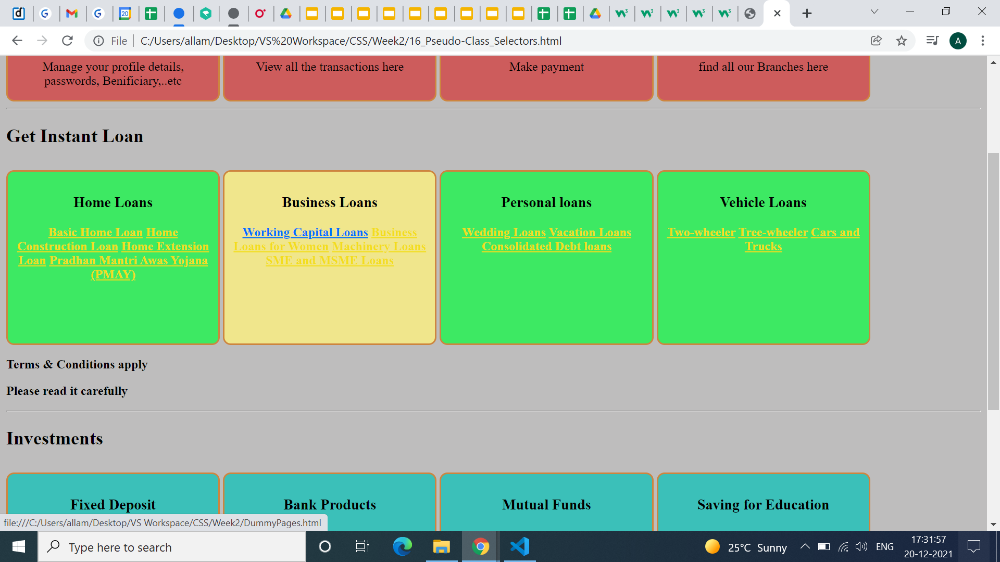 20
File
C:/Users/allam/Desktop/VS%20Workspace/CSS/Week2/16_Pseudo-Class_Selectors.html
A
Manage your profile details,
passwords, Benificiary,..etc
View all the transactions here
Make payment
find all our Branches here
Get Instant Loan
Home Loans
Basic Home Loan Home
Construction Loan Home Extension
Loan Pradhan Mantri Awas Yojana
(PMAY)
Business Loans
Working Capital Loans Business
Loans for Women Machinery Loans
SME and MSME Loans
Personal loans
Wedding Loans Vacation Loans
Consolidated Debt loans
Vehicle Loans
Two-wheeler Tree-wheeler Cars and
Trucks
Terms & Conditions apply
Please read it carefully
Investments
Fixed Deposit
Bank Products
Mutual Funds
Saving for Education
file:///C:/Users/allam/Desktop/VS Workspace/CSS/Week2/DummyPages.html
Type here to search
25°C Sunny
ENG
17:31:57
20-12-2021